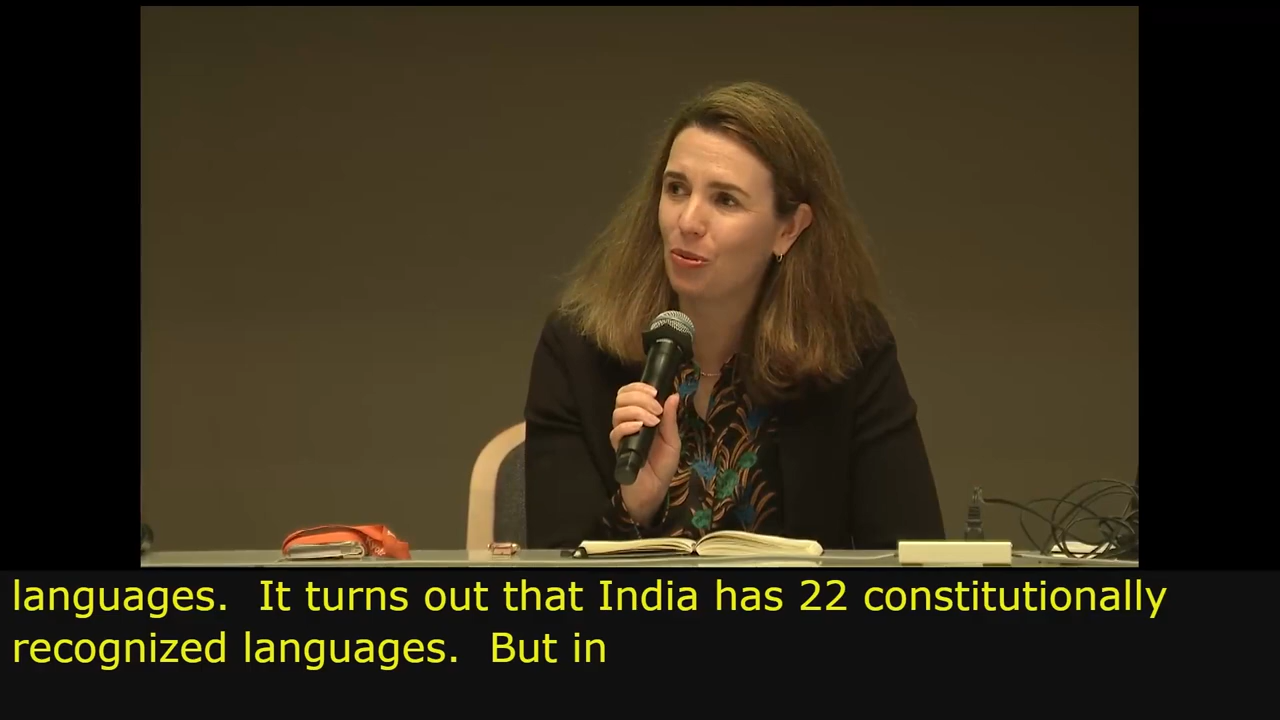 languages.  It turns out that India has 22 constitutionally
recognized languages.  But in